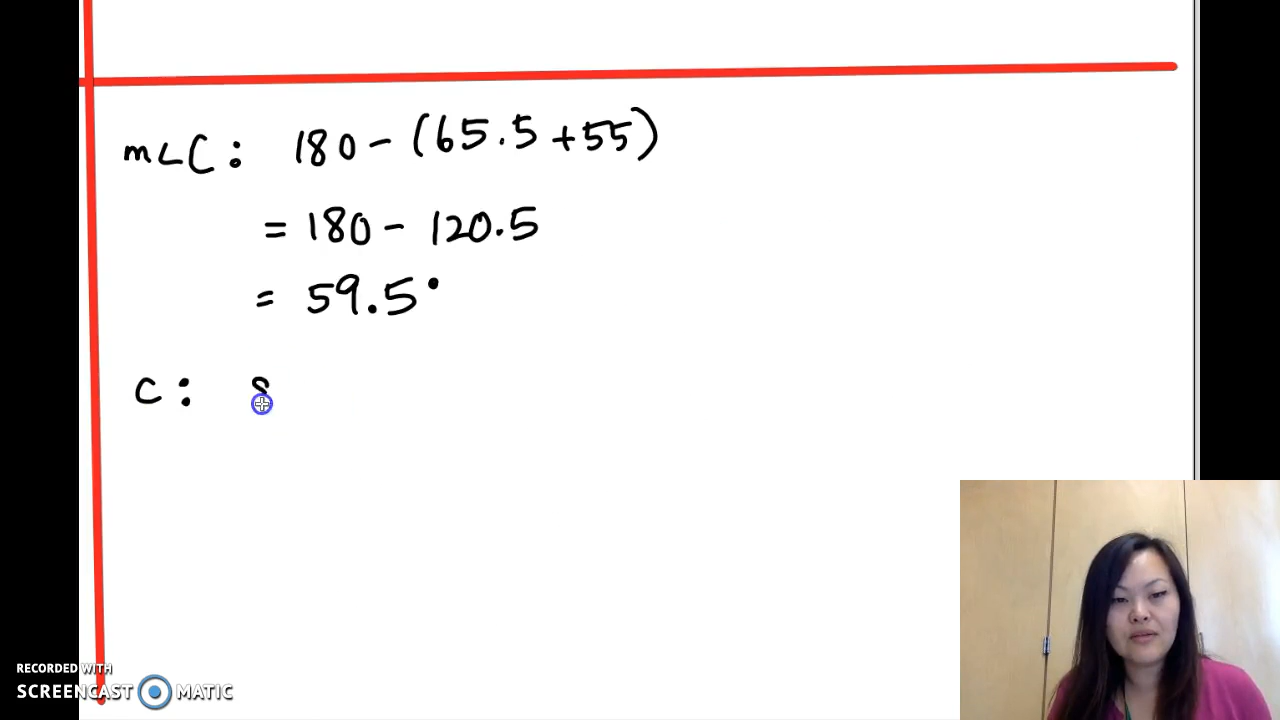 m∠C: 180 - (65.5 + 55)
= 180 - 120.5
= 59.5°
c: s
RECORDED WITH
SCREENCAST MATIC